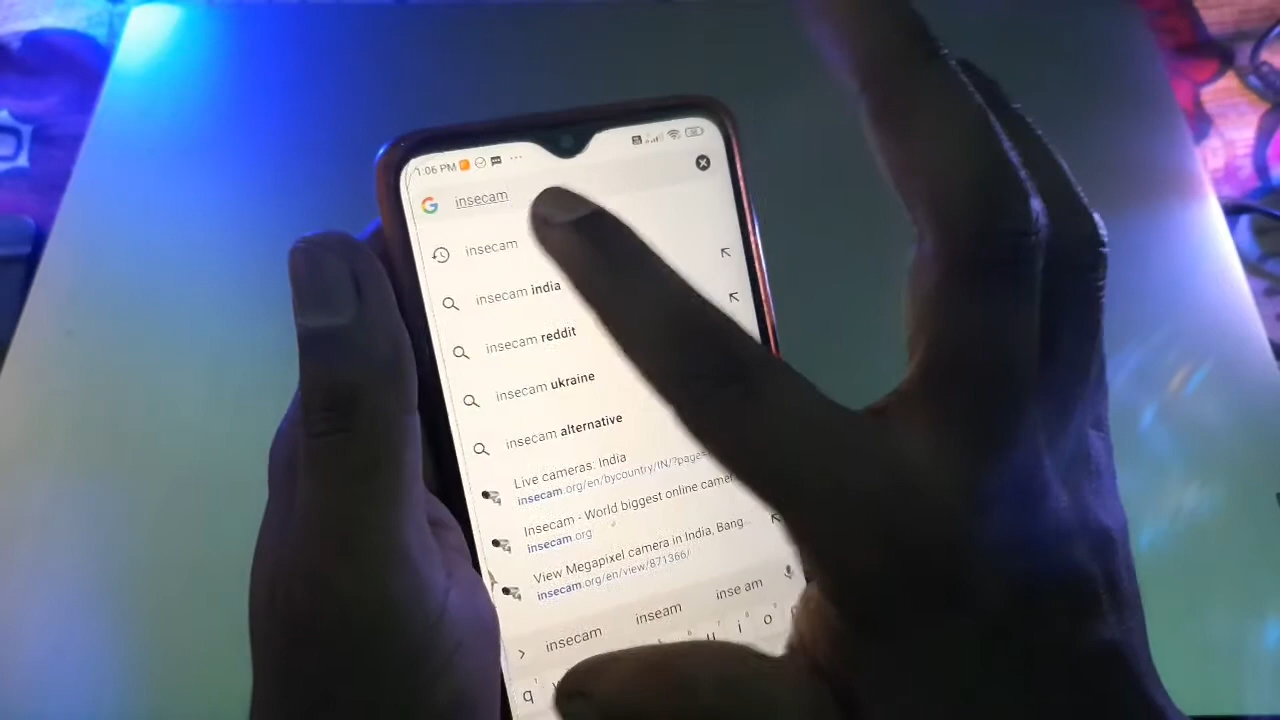 1:06 PM
insecam
insecam
insecam india
insecam reddit
insecam ukraine
insecam alternative
Live cameras: India
insecam.org/en/bycountry/IN/?page=
Insecam - World biggest online camer
insecam.org
View Megapixel camera in India, Bang...
insecam.org/en/view/871366/
insecam inseam inse am
u i o
q